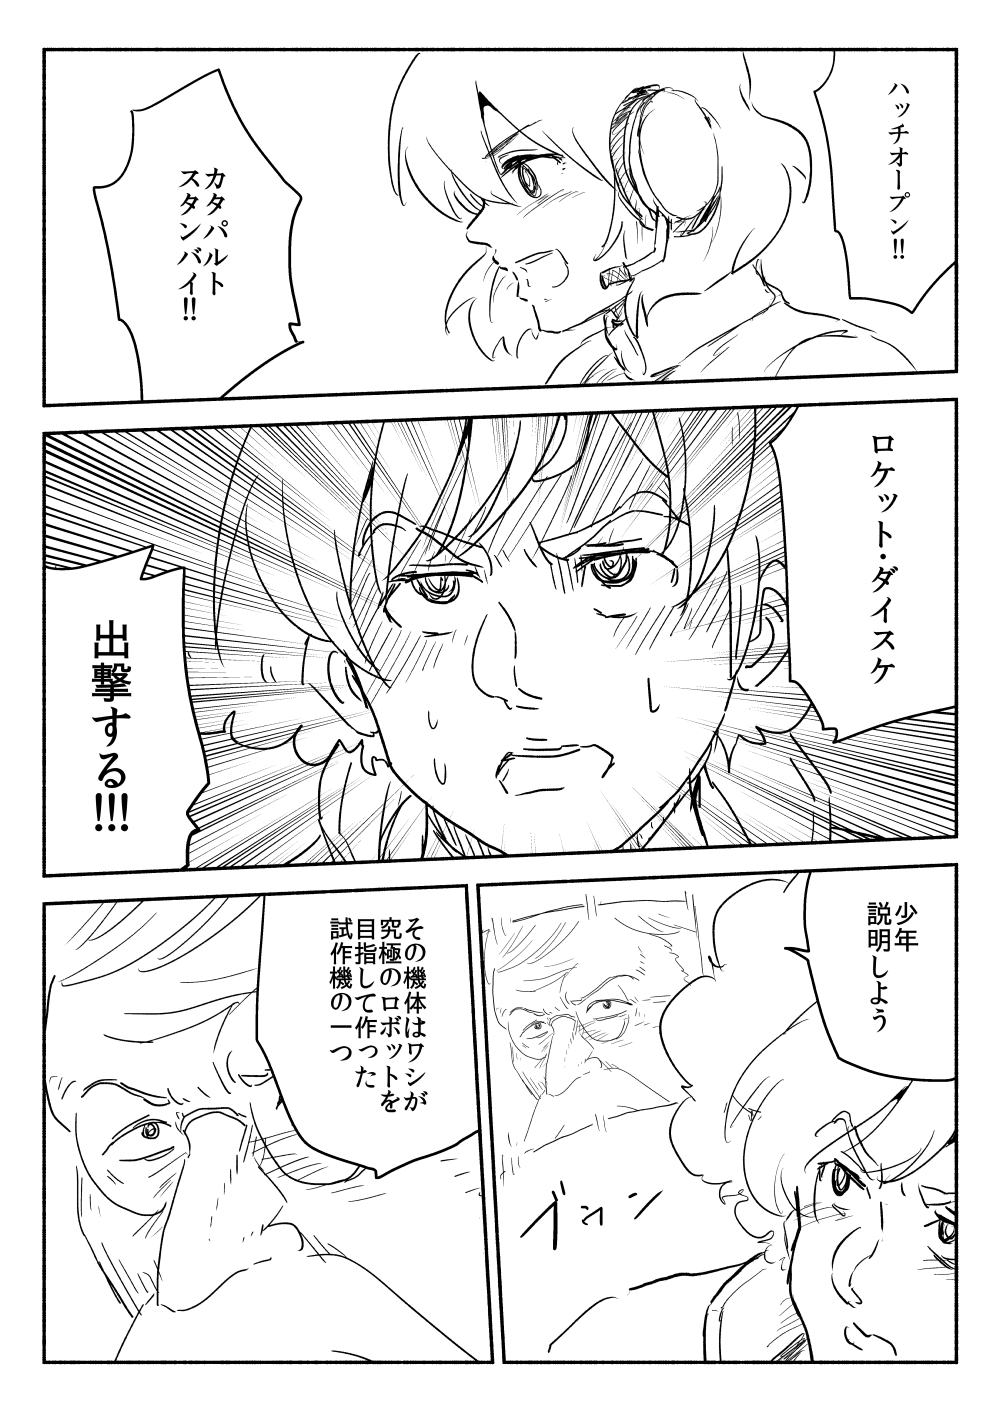 ハッチオープン!!
カタパルト
スタンバイ!!
ロケット・ダイスケ
出撃する!!!
少年
説明しよう
ブゥン
その機体はワシが
究極のロボットを
目指して作った
試作機の一つ